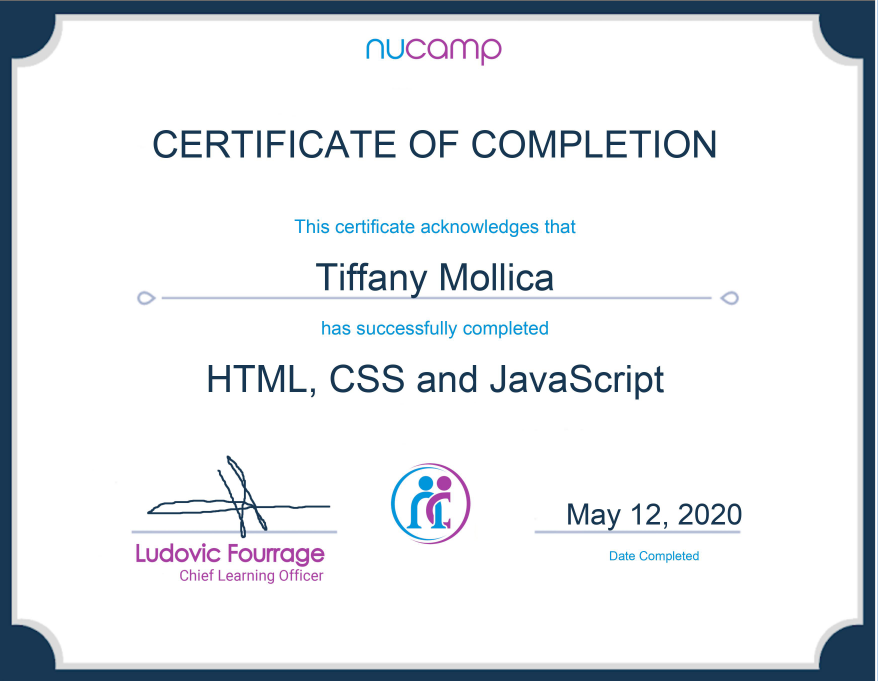 nucamp
CERTIFICATE OF COMPLETION
This certificate acknowledges that
Tiffany Mollica
has successfully completed
HTML, CSS and JavaScript
May 12, 2020
Ludovic Fourrage
Chief Learning Officer
Date Completed